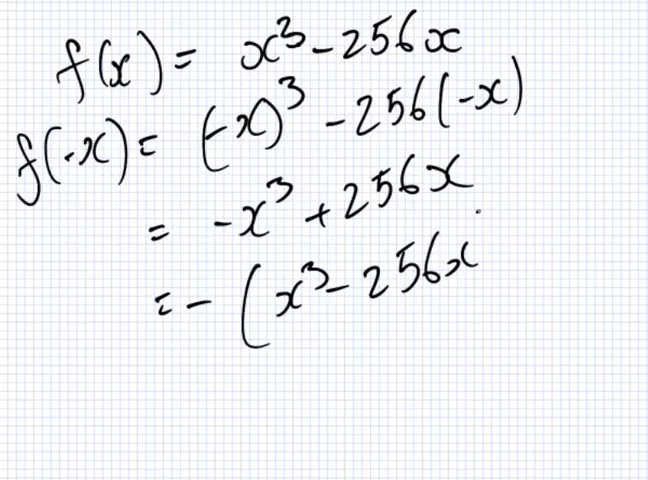 f(x) = x³ - 256x
f(-x) = (-x)³ - 256(-x)
= -x³ + 256x
= - (x³ - 256x